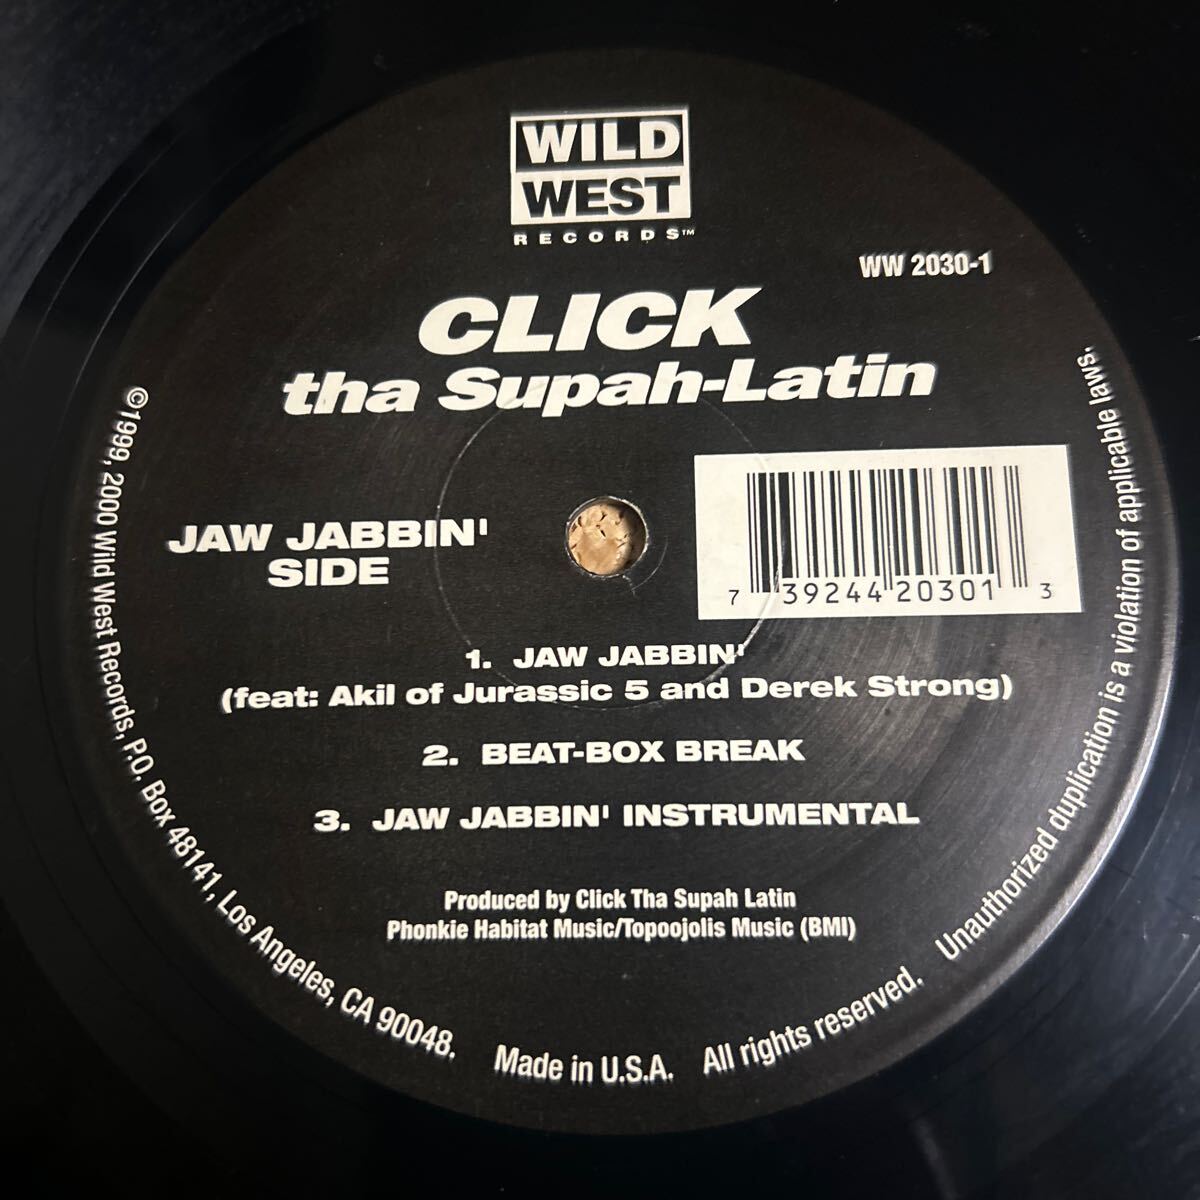 WILD
WEST
RECORDS™
WW 2030-1
CLICK
tha Supah-Latin
JAW JABBIN'
SIDE
7 39244 20301 3
1. JAW JABBIN'
(feat: Akil of Jurassic 5 and Derek Strong)
2. BEAT-BOX BREAK
3. JAW JABBIN' INSTRUMENTAL
Produced by Click Tha Supah Latin
Phonkie Habitat Music/Topoojolis Music (BMI)
©1999, 2000 Wild West Records, P.O. Box 48141, Los Angeles, CA 90048. Made in U.S.A. All rights reserved. Unauthorized duplication is a violation of applicable laws.